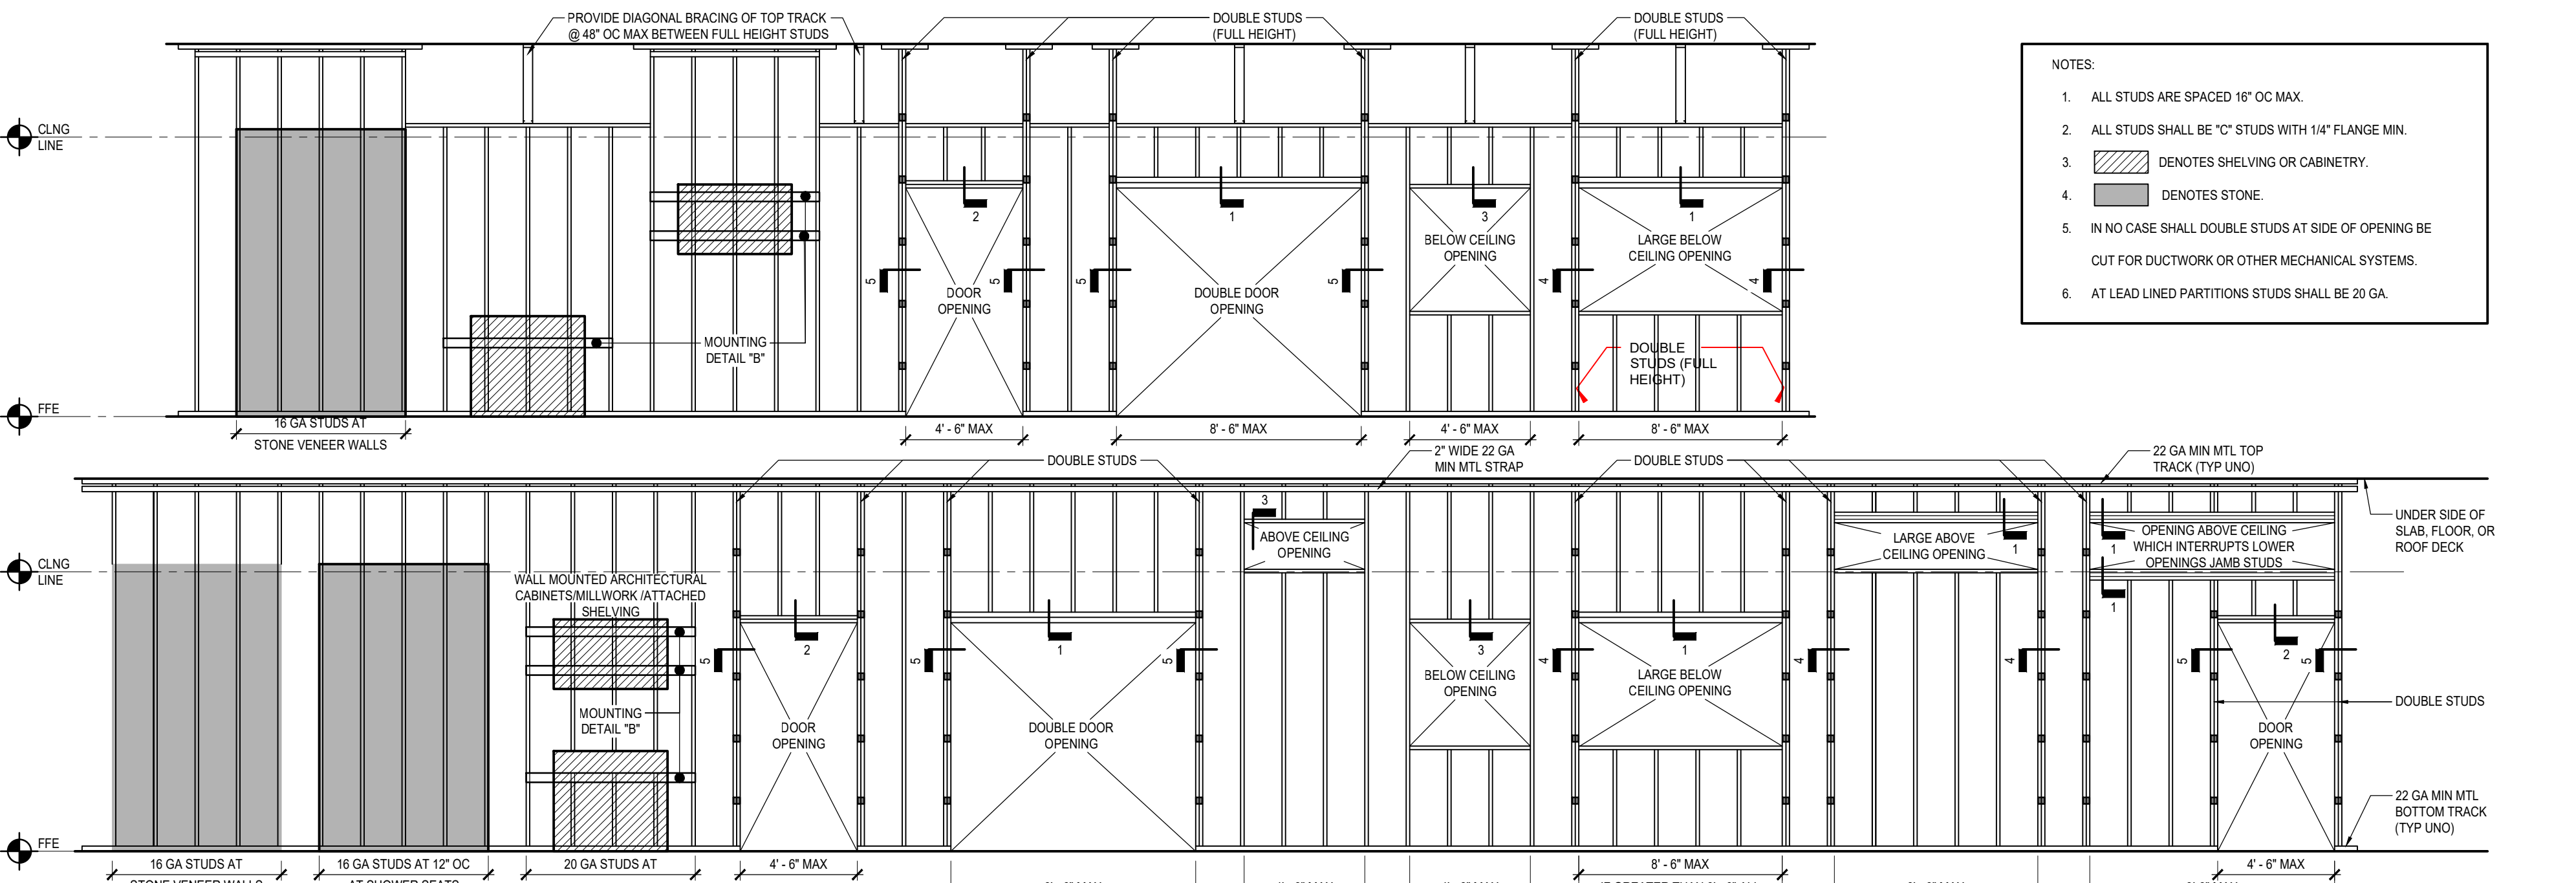 PROVIDE DIAGONAL BRACING OF TOP TRACK
@ 48" OC MAX BETWEEN FULL HEIGHT STUDS
DOUBLE STUDS
(FULL HEIGHT)
DOUBLE STUDS
(FULL HEIGHT)
CLNG
LINE
2
1
3
1
BELOW CEILING
OPENING
LARGE BELOW
CEILING OPENING
5
5
5
5
4
4
DOOR
OPENING
DOUBLE DOOR
OPENING
MOUNTING
DETAIL "B"
DOUBLE
STUDS (FULL
HEIGHT)
FFE
16 GA STUDS AT
STONE VENEER WALLS
4' - 6" MAX
8' - 6" MAX
4' - 6" MAX
8' - 6" MAX
NOTES:
1. ALL STUDS ARE SPACED 16" OC MAX.
2. ALL STUDS SHALL BE "C" STUDS WITH 1/4" FLANGE MIN.
3. DENOTES SHELVING OR CABINETRY.
4. DENOTES STONE.
5. IN NO CASE SHALL DOUBLE STUDS AT SIDE OF OPENING BE
CUT FOR DUCTWORK OR OTHER MECHANICAL SYSTEMS.
6. AT LEAD LINED PARTITIONS STUDS SHALL BE 20 GA.
DOUBLE STUDS
2" WIDE 22 GA
MIN MTL STRAP
DOUBLE STUDS
22 GA MIN MTL TOP
TRACK (TYP UNO)
UNDER SIDE OF
SLAB, FLOOR, OR
ROOF DECK
3
ABOVE CEILING
OPENING
LARGE ABOVE
CEILING OPENING
1
OPENING ABOVE CEILING
WHICH INTERRUPTS LOWER
OPENINGS JAMB STUDS
1
1
CLNG
LINE
WALL MOUNTED ARCHITECTURAL
CABINETS/MILLWORK /ATTACHED
SHELVING
2
1
3
1
2
5
5
5
4
4
4
5
5
BELOW CEILING
OPENING
LARGE BELOW
CEILING OPENING
MOUNTING
DETAIL "B"
DOOR
OPENING
DOUBLE DOOR
OPENING
DOOR
OPENING
DOUBLE STUDS
22 GA MIN MTL
BOTTOM TRACK
(TYP UNO)
FFE
16 GA STUDS AT
16 GA STUDS AT 12" OC
20 GA STUDS AT
4' - 6" MAX
8' - 6" MAX
4' - 6" MAX
STONE VENEER WALLS
AT SHOWER SEATS